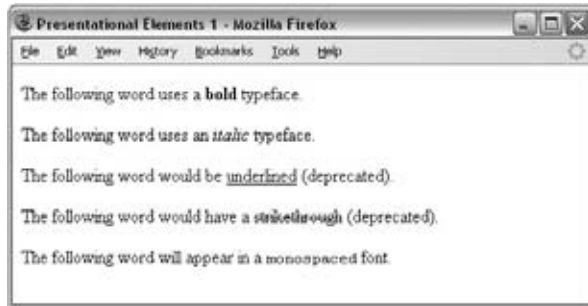 Presentational Elements 1 - Mozilla Firefox
File Edit View History Bookmarks Tools Help
The following word uses a bold typeface.
The following word uses an italic typeface.
The following word would be underlined (deprecated).
The following word would have a strikethrough (deprecated).
The following word will appear in a monospaced font